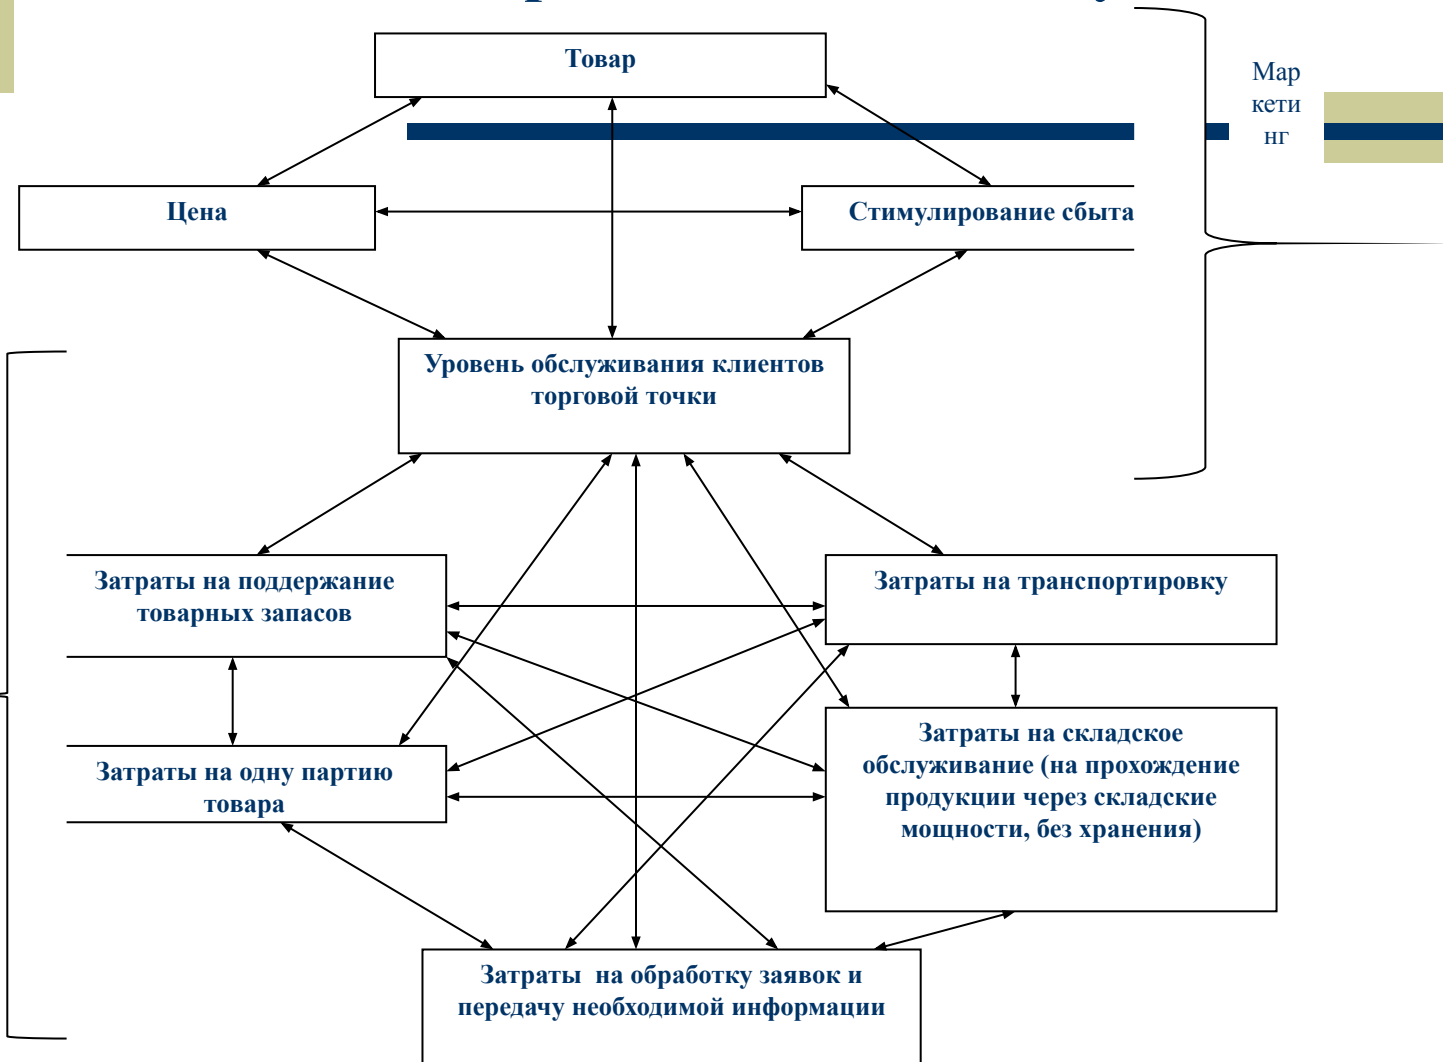 Товар
Мар
кети
нг
Цена
Стимулирование сбыта
Уровень обслуживания клиентов
торговой точки
Затраты на поддержание
товарных запасов
Затраты на транспортировку
Затраты на складское
обслуживание (на прохождение
продукции через складские
мощности, без хранения)
Затраты на одну партию
товара
Затраты на обработку заявок и
передачу необходимой информации